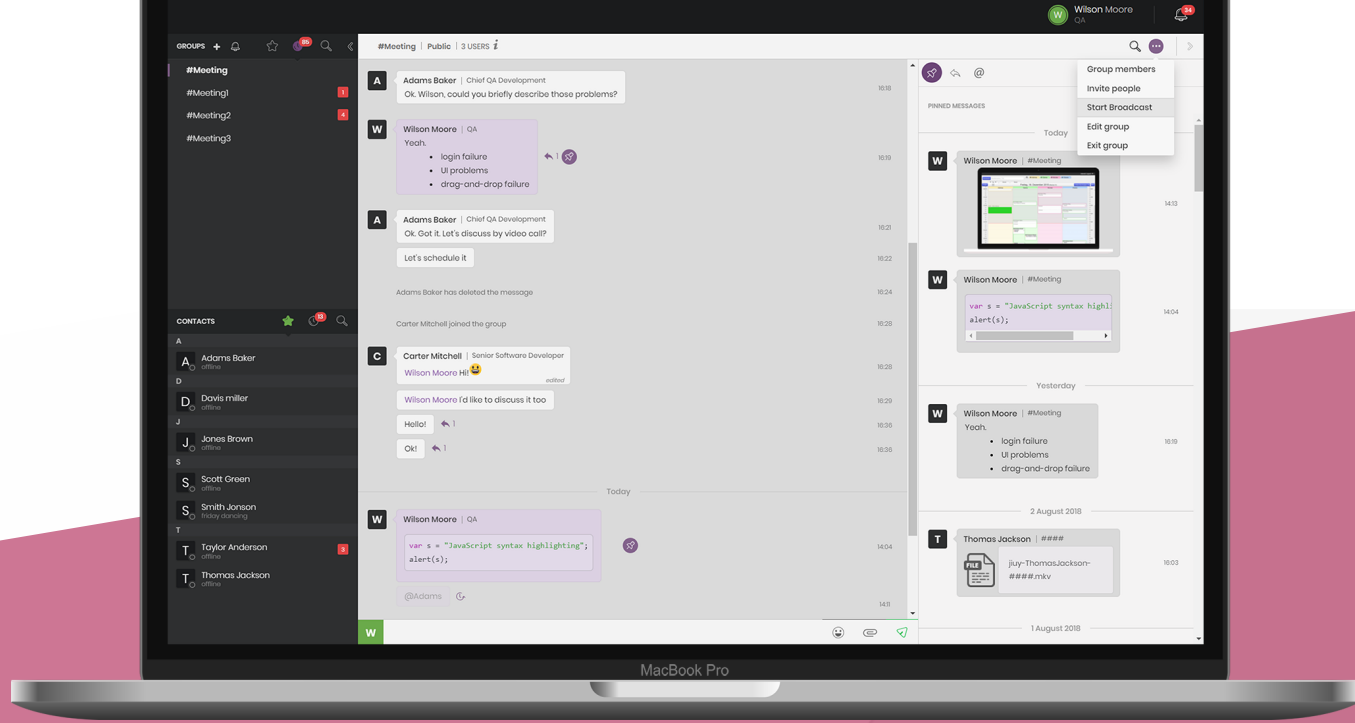 Wilson Moore
QA
W
34
GROUPS
85
#Meeting
#Meeting1
1
#Meeting2
4
#Meeting3
CONTACTS
13
A
A
Adams Baker
offline
D
D
Davis miller
offline
J
J
Jones Brown
offline
S
S
Scott Green
offline
S
Smith Jonson
friday dancing
T
T
Taylor Anderson
offline
3
T
Thomas Jackson
offline
#Meeting | Public | 3 USERS i
A
Adams Baker | Chief QA Development
Ok. Wilson, could you briefly describe those problems?
16:18
W
Wilson Moore | QA
Yeah.
• login failure
• UI problems
• drag-and-drop failure
1
16:19
A
Adams Baker | Chief QA Development
Ok. Got it. Let's discuss by video call?
16:21
Let's schedule it
16:22
Adams Baker has deleted the message
16:24
Carter Mitchell joined the group
16:28
C
Carter Mitchell | Senior Software Developer
Wilson Moore Hi!
edited
16:28
Wilson Moore I'd like to discuss it too
16:29
Hello!
1
16:36
Ok!
1
16:36
Today
W
Wilson Moore | QA
var s = "JavaScript syntax highlighting";
alert(s);
14:04
@Adams
14:11
W
@
PINNED MESSAGES
Group members
Invite people
Start Broadcast
Edit group
Exit group
Today
W
Wilson Moore | #Meeting
14:13
W
Wilson Moore | #Meeting
var s = "JavaScript syntax highli
alert(s);
14:04
Yesterday
W
Wilson Moore | #Meeting
Yeah.
• login failure
• UI problems
• drag-and-drop failure
16:19
2 August 2018
T
Thomas Jackson | ####
FILE
jiuy-ThomasJackson-
####.mkv
16:03
1 August 2018
MacBook Pro